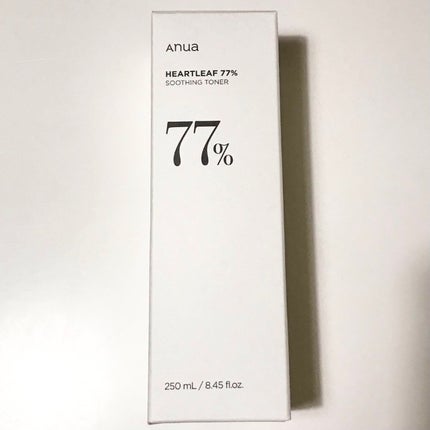 Anua
HEARTLEAF 77%
SOOTHING TONER
77%
250 mL / 8.45 fl.oz.